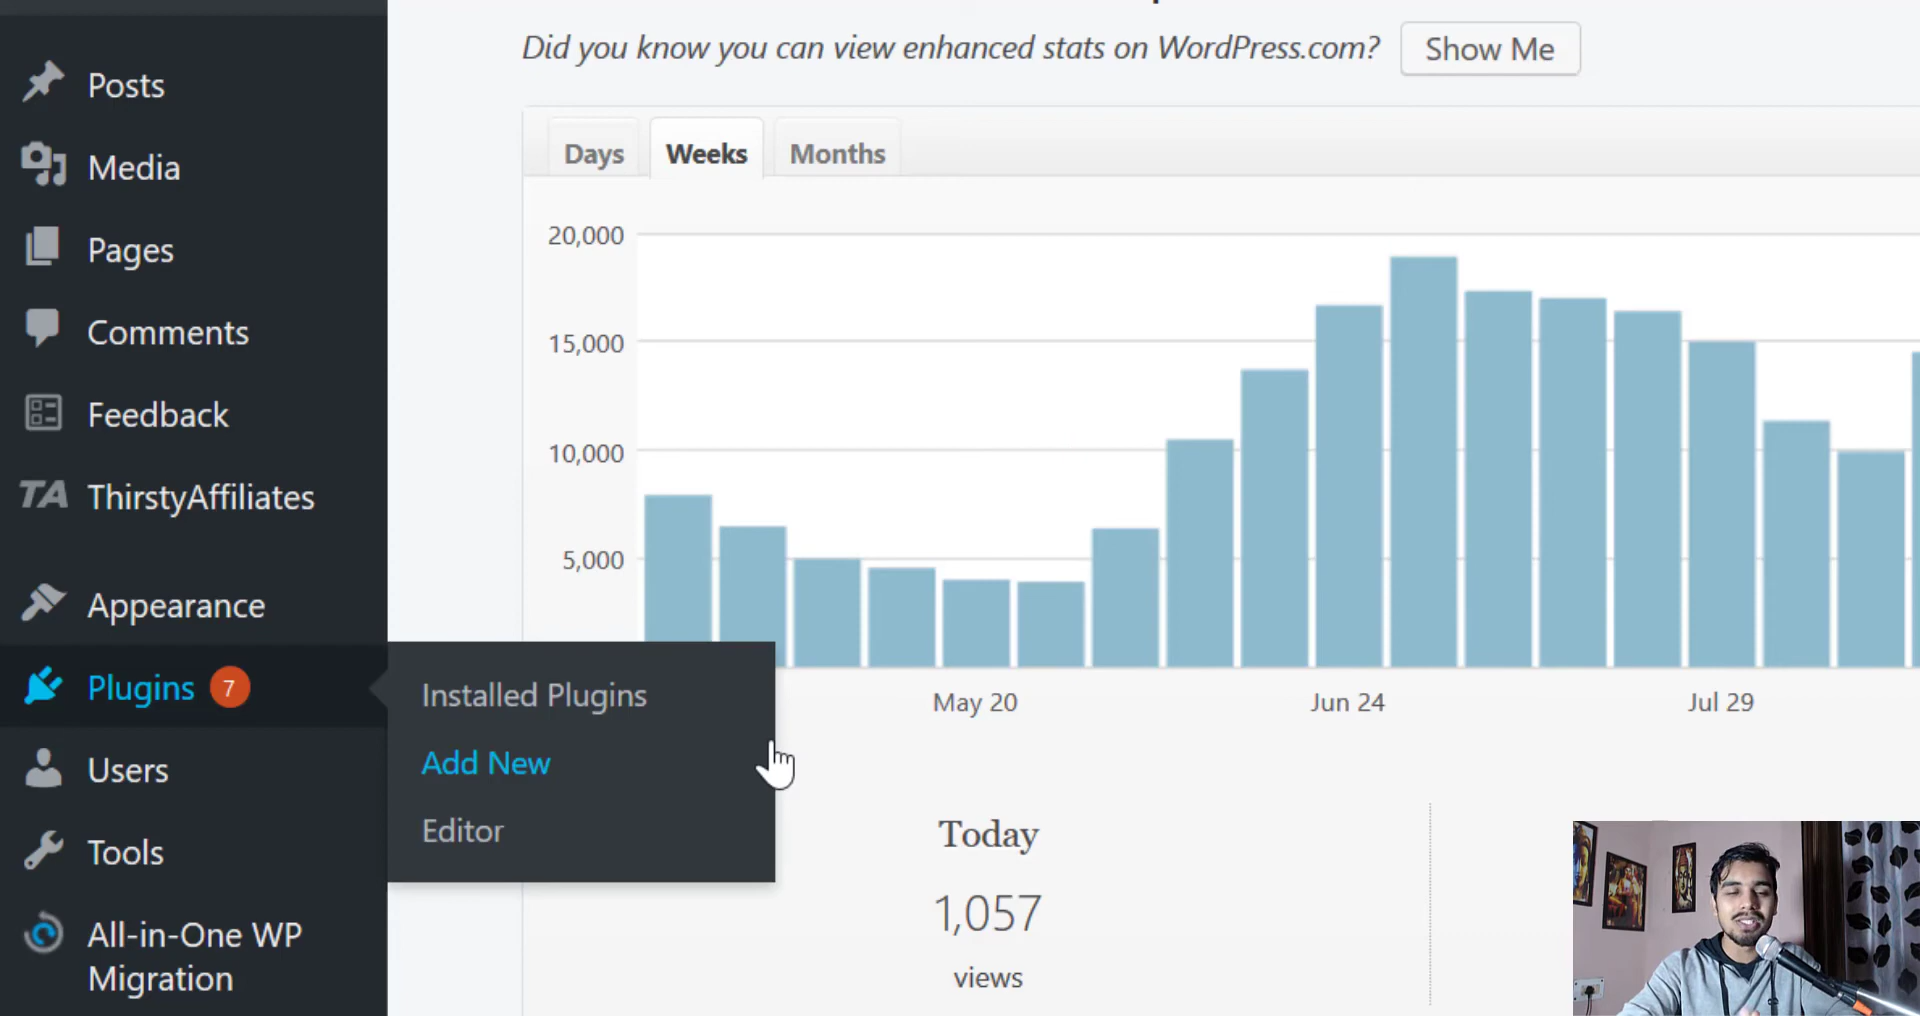 Posts
Media
Pages
Comments
Feedback
TA ThirstyAffiliates
Appearance
Plugins 7
Users
Tools
All-in-One WP
Migration
Installed Plugins
Add New
Editor
Did you know you can view enhanced stats on WordPress.com? Show Me
Days Weeks Months
20,000
15,000
10,000
5,000
May 20 Jun 24 Jul 29
Today
1,057
views